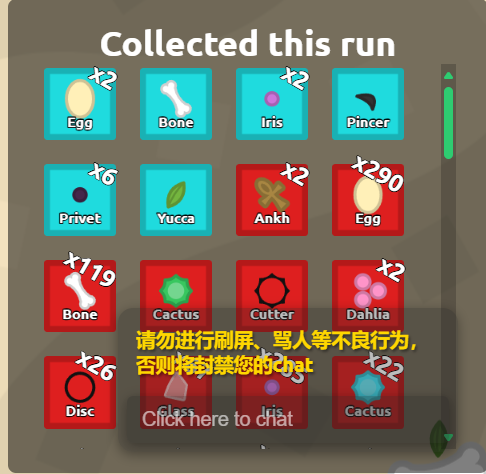 Collected this run
x2 x2
Egg Bone Iris Pincer
x6 x2 x290
Privet Yucca Ankh Egg
x119 x2
Bone Cactus Cutter Dahlia
请勿进行刷屏、骂人等不良行为，
否则将封禁您的chat
x26 x22
Disc Glass Iris Cactus
Click here to chat